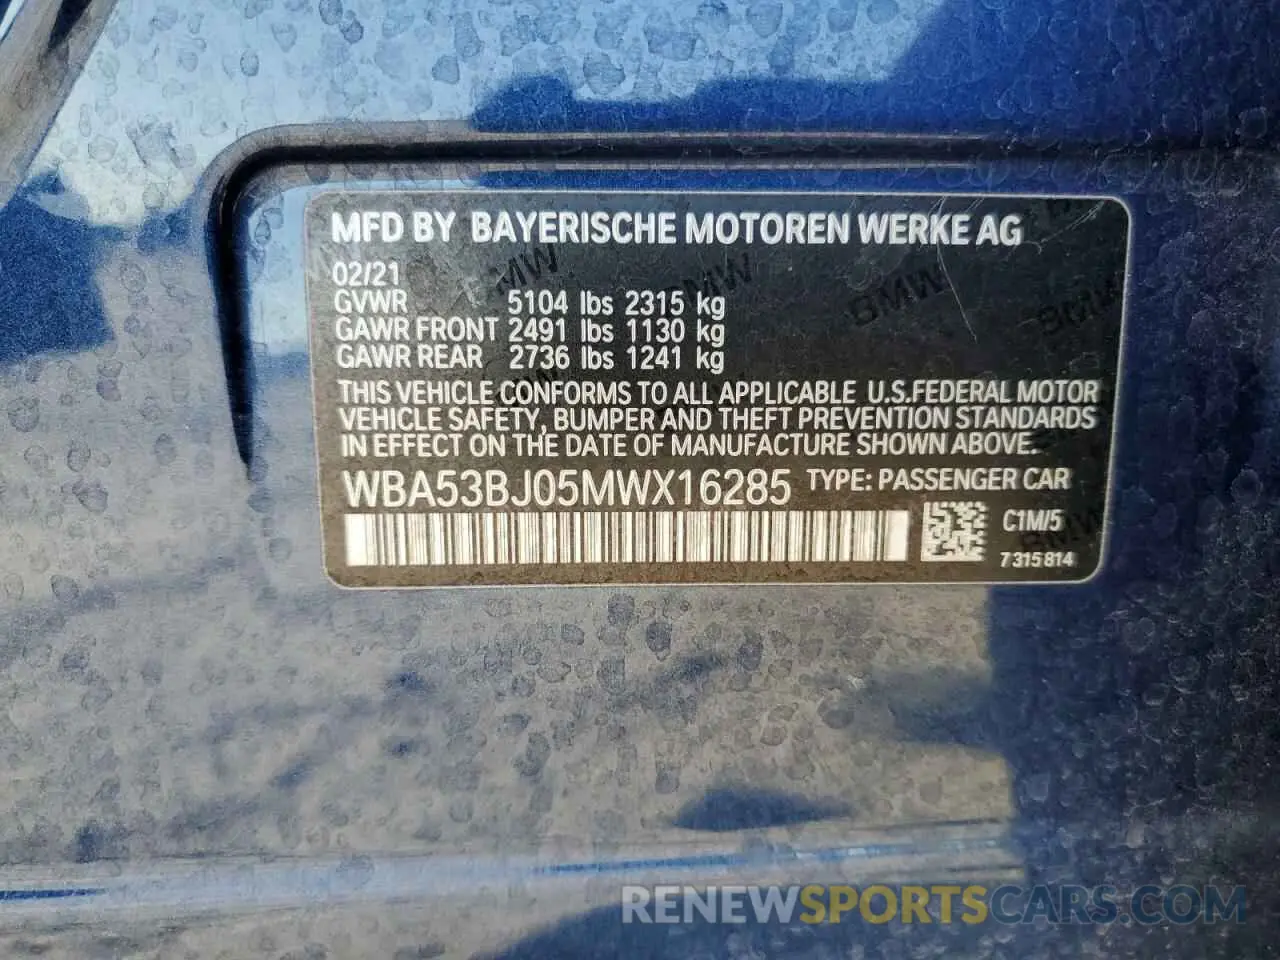 MFD BY BAYERISCHE MOTOREN WERKE AG
02/21
GVWR 5104 lbs 2315 kg
GAWR FRONT 2491 lbs 1130 kg
GAWR REAR 2736 lbs 1241 kg
THIS VEHICLE CONFORMS TO ALL APPLICABLE U.S.FEDERAL MOTOR
VEHICLE SAFETY, BUMPER AND THEFT PREVENTION STANDARDS
IN EFFECT ON THE DATE OF MANUFACTURE SHOWN ABOVE.
WBA53BJ05MWX16285 TYPE: PASSENGER CAR
C1M/5
7315814
RENEWSPORTSCARS.COM